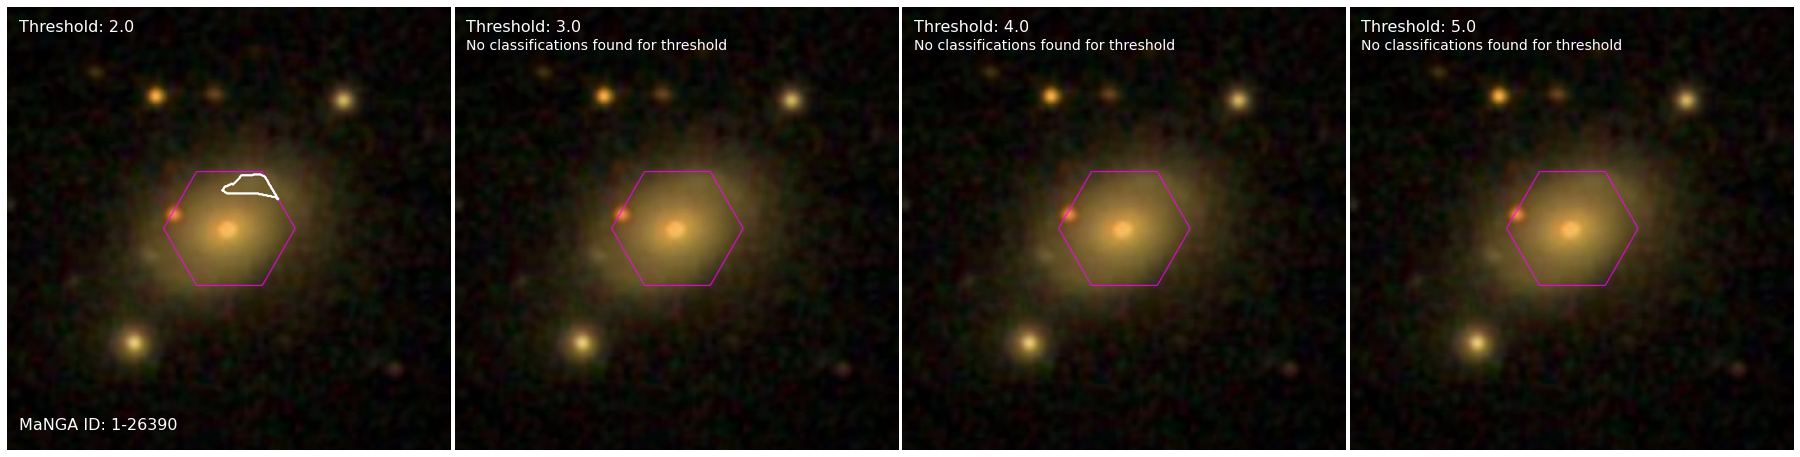 Threshold: 2.0
MaNGA ID: 1-26390
Threshold: 3.0
No classifications found for threshold
Threshold: 4.0
No classifications found for threshold
Threshold: 5.0
No classifications found for threshold